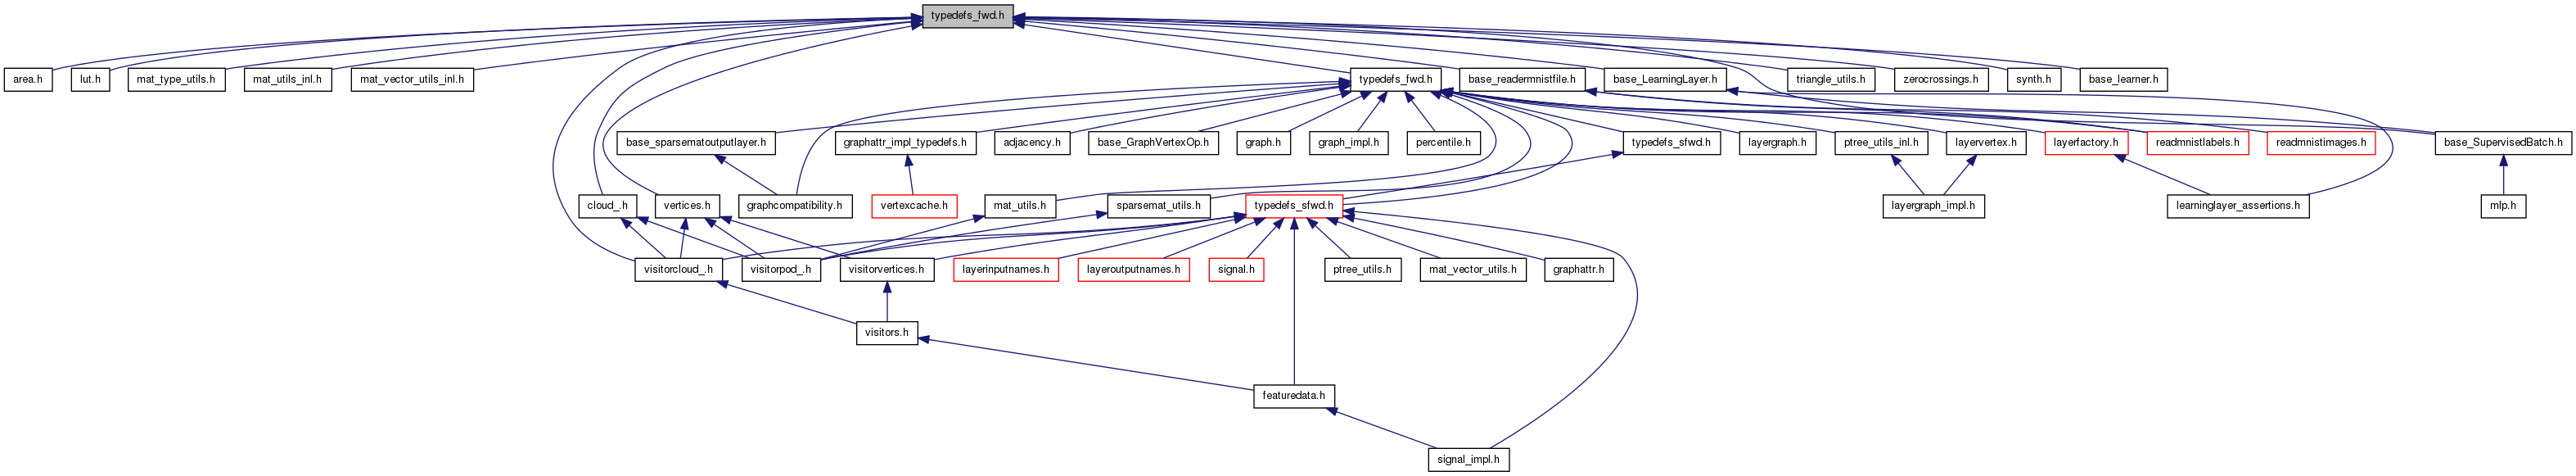 typedefs_fwd.h
area.h
lut.h
mat_type_utils.h
mat_utils_inl.h
mat_vector_utils_inl.h
typedefs_fwd.h
base_readermnistfile.h
base_LearningLayer.h
triangle_utils.h
zerocrossings.h
synth.h
base_learner.h
base_sparsematoutputlayer.h
graphattr_impl_typedefs.h
adjacency.h
base_GraphVertexOp.h
graph.h
graph_impl.h
percentile.h
typedefs_sfwd.h
layergraph.h
ptree_utils_inl.h
layervertex.h
layerfactory.h
readmnistlabels.h
readmnistimages.h
base_SupervisedBatch.h
cloud_.h
vertices.h
graphcompatibility.h
vertexcache.h
mat_utils.h
sparsemat_utils.h
typedefs_sfwd.h
layergraph_impl.h
learninglayer_assertions.h
mlp.h
visitorcloud_.h
visitorpod_.h
visitorvertices.h
layerinputnames.h
layeroutputnames.h
signal.h
ptree_utils.h
mat_vector_utils.h
graphattr.h
visitors.h
featuredata.h
signal_impl.h